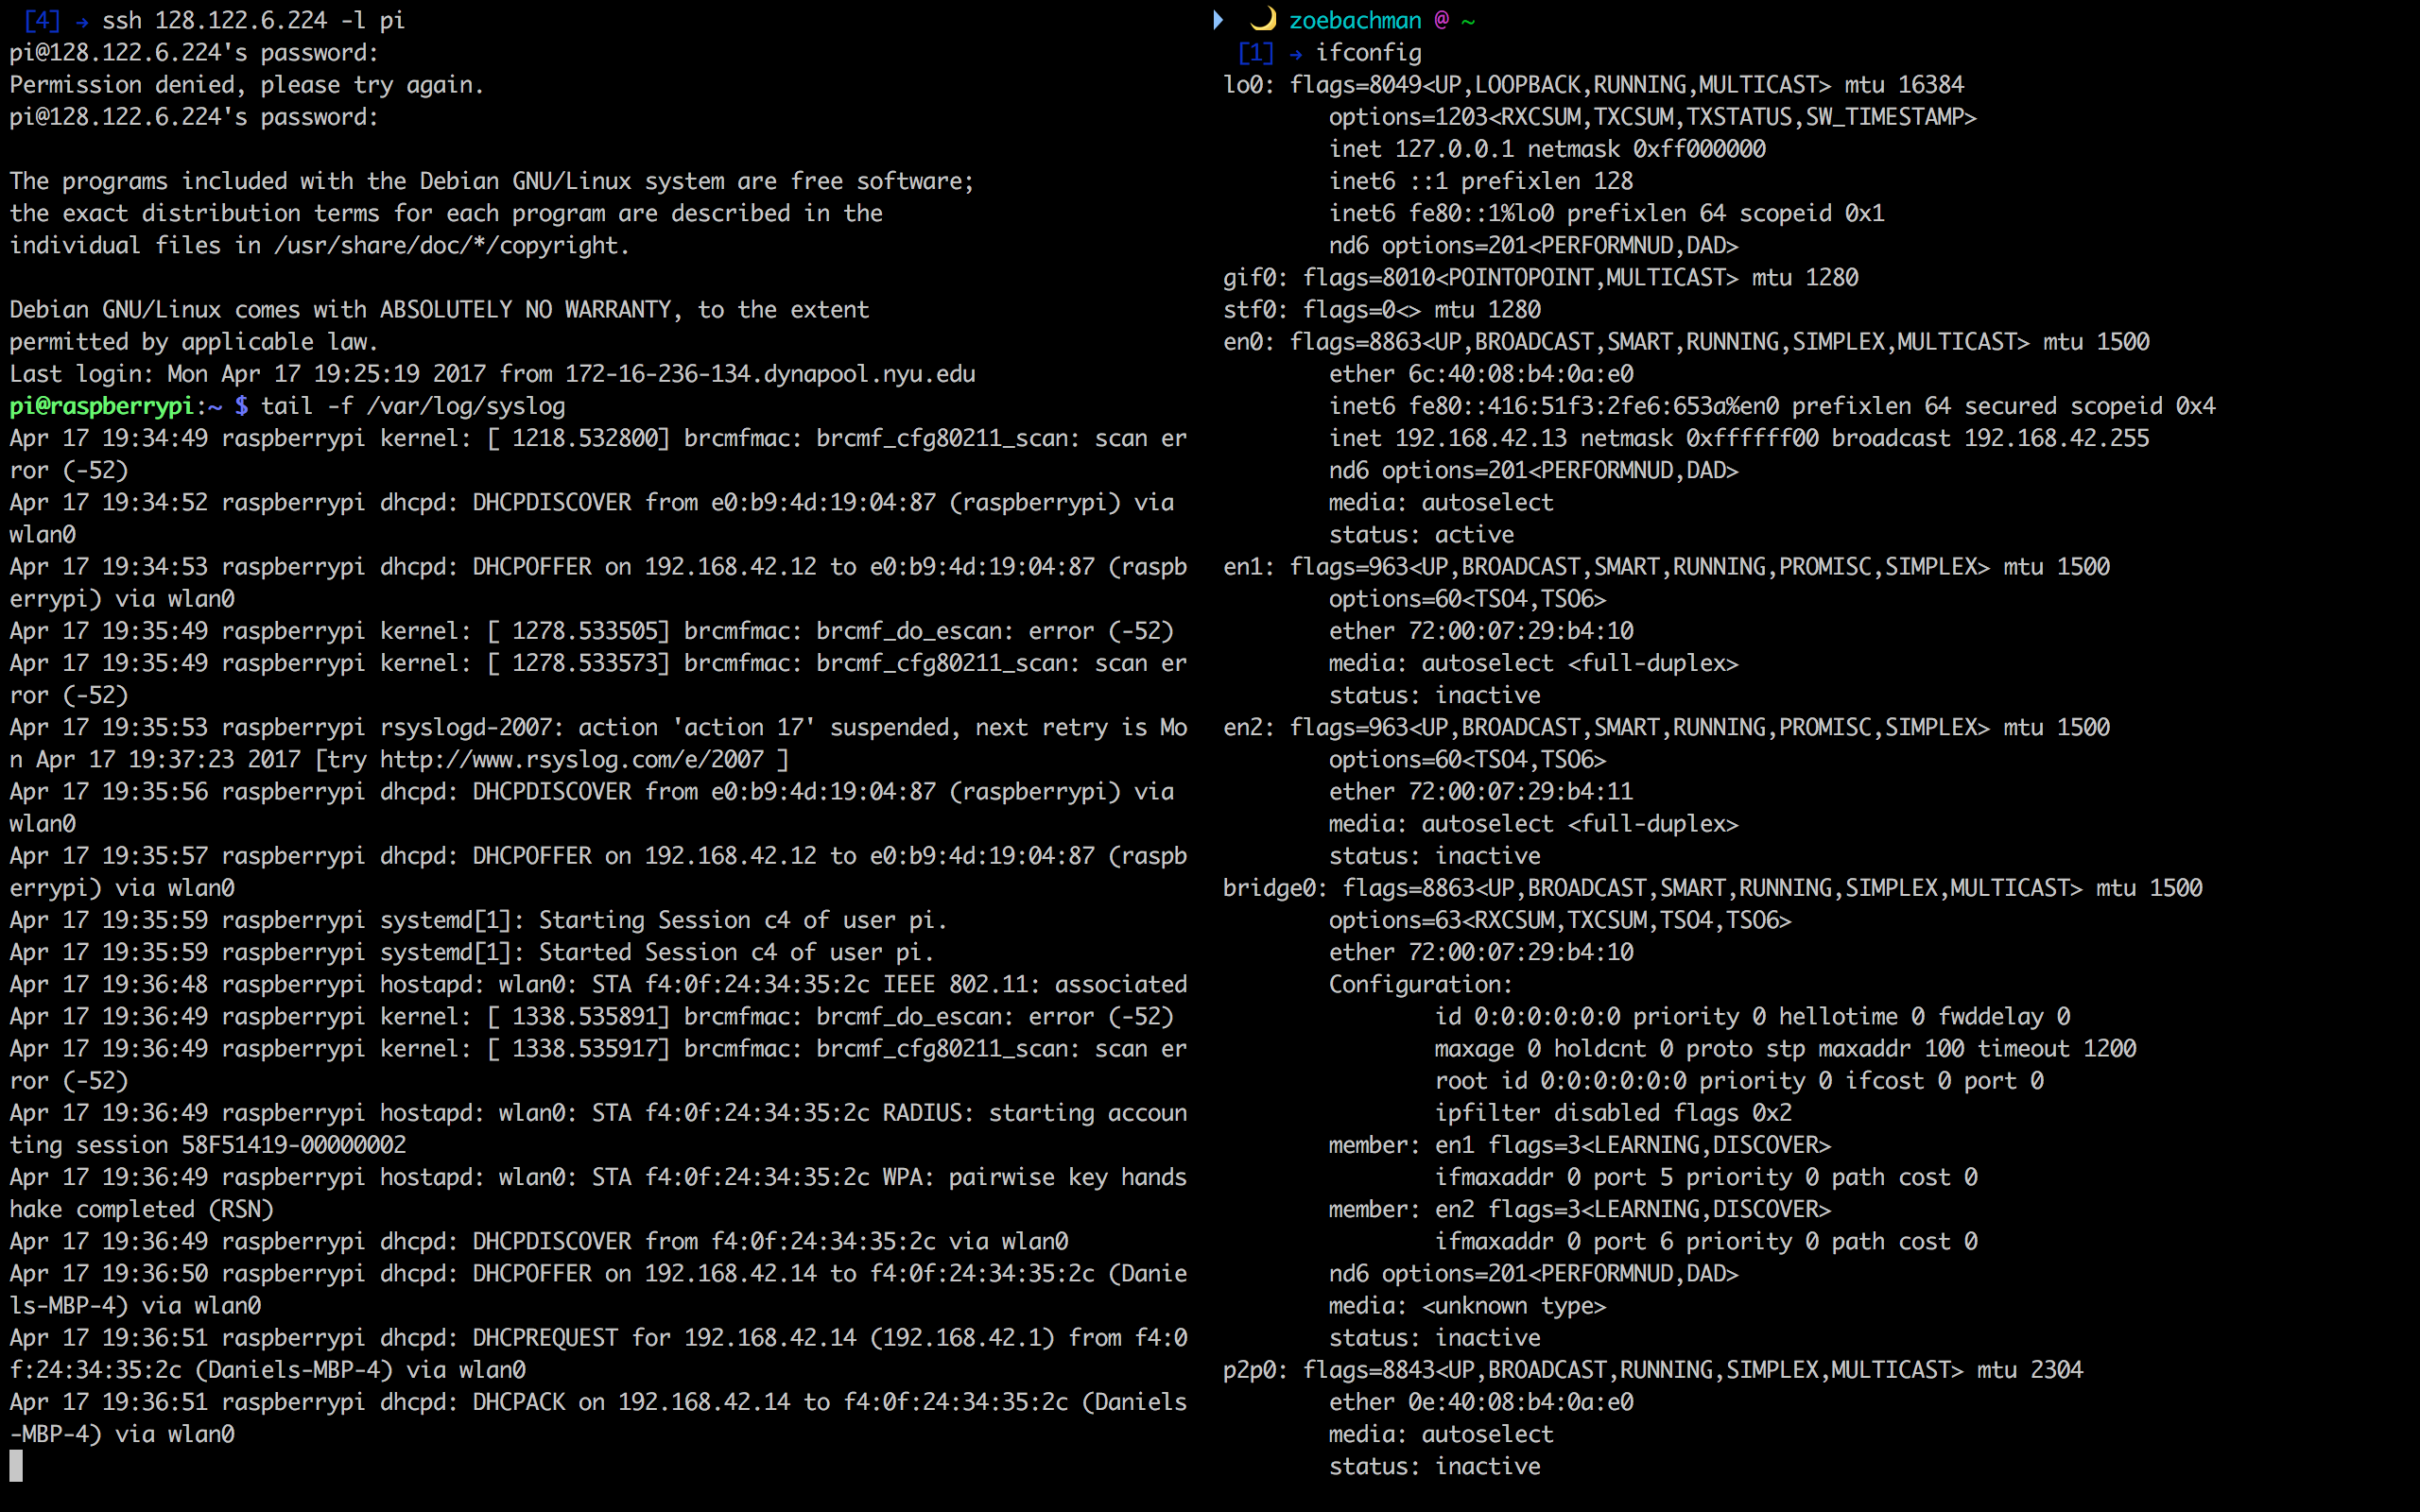 [4] → ssh 128.122.6.224 -l pi
pi@128.122.6.224's password:
Permission denied, please try again.
pi@128.122.6.224's password:
The programs included with the Debian GNU/Linux system are free software;
the exact distribution terms for each program are described in the
individual files in /usr/share/doc/*/copyright.
Debian GNU/Linux comes with ABSOLUTELY NO WARRANTY, to the extent
permitted by applicable law.
Last login: Mon Apr 17 19:25:19 2017 from 172-16-236-134.dynapool.nyu.edu
pi@raspberrypi:~ $ tail -f /var/log/syslog
Apr 17 19:34:49 raspberrypi kernel: [ 1218.532800] brcmfmac: brcmf_cfg80211_scan: scan er
ror (-52)
Apr 17 19:34:52 raspberrypi dhcpd: DHCPDISCOVER from e0:b9:4d:19:04:87 (raspberrypi) via
wlan0
Apr 17 19:34:53 raspberrypi dhcpd: DHCPOFFER on 192.168.42.12 to e0:b9:4d:19:04:87 (raspb
errypi) via wlan0
Apr 17 19:35:49 raspberrypi kernel: [ 1278.533505] brcmfmac: brcmf_do_escan: error (-52)
Apr 17 19:35:49 raspberrypi kernel: [ 1278.533573] brcmfmac: brcmf_cfg80211_scan: scan er
ror (-52)
Apr 17 19:35:53 raspberrypi rsyslogd-2007: action 'action 17' suspended, next retry is Mo
n Apr 17 19:37:23 2017 [try http://www.rsyslog.com/e/2007 ]
Apr 17 19:35:56 raspberrypi dhcpd: DHCPDISCOVER from e0:b9:4d:19:04:87 (raspberrypi) via
wlan0
Apr 17 19:35:57 raspberrypi dhcpd: DHCPOFFER on 192.168.42.12 to e0:b9:4d:19:04:87 (raspb
errypi) via wlan0
Apr 17 19:35:59 raspberrypi systemd[1]: Starting Session c4 of user pi.
Apr 17 19:35:59 raspberrypi systemd[1]: Started Session c4 of user pi.
Apr 17 19:36:48 raspberrypi hostapd: wlan0: STA f4:0f:24:34:35:2c IEEE 802.11: associated
Apr 17 19:36:49 raspberrypi kernel: [ 1338.535891] brcmfmac: brcmf_do_escan: error (-52)
Apr 17 19:36:49 raspberrypi kernel: [ 1338.535917] brcmfmac: brcmf_cfg80211_scan: scan er
ror (-52)
Apr 17 19:36:49 raspberrypi hostapd: wlan0: STA f4:0f:24:34:35:2c RADIUS: starting accoun
ting session 58F51419-00000002
Apr 17 19:36:49 raspberrypi hostapd: wlan0: STA f4:0f:24:34:35:2c WPA: pairwise key hands
hake completed (RSN)
Apr 17 19:36:49 raspberrypi dhcpd: DHCPDISCOVER from f4:0f:24:34:35:2c via wlan0
Apr 17 19:36:50 raspberrypi dhcpd: DHCPOFFER on 192.168.42.14 to f4:0f:24:34:35:2c (Danie
ls-MBP-4) via wlan0
Apr 17 19:36:51 raspberrypi dhcpd: DHCPREQUEST for 192.168.42.14 (192.168.42.1) from f4:0
f:24:34:35:2c (Daniels-MBP-4) via wlan0
Apr 17 19:36:51 raspberrypi dhcpd: DHCPACK on 192.168.42.14 to f4:0f:24:34:35:2c (Daniels
-MBP-4) via wlan0
zoebachman @ ~
[1] → ifconfig
lo0: flags=8049<UP,LOOPBACK,RUNNING,MULTICAST> mtu 16384
options=1203<RXCSUM,TXCSUM,TXSTATUS,SW_TIMESTAMP>
inet 127.0.0.1 netmask 0xff000000
inet6 ::1 prefixlen 128
inet6 fe80::1%lo0 prefixlen 64 scopeid 0x1
nd6 options=201<PERFORMNUD,DAD>
gif0: flags=8010<POINTOPOINT,MULTICAST> mtu 1280
stf0: flags=0<> mtu 1280
en0: flags=8863<UP,BROADCAST,SMART,RUNNING,SIMPLEX,MULTICAST> mtu 1500
ether 6c:40:08:b4:0a:e0
inet6 fe80::416:51f3:2fe6:653a%en0 prefixlen 64 secured scopeid 0x4
inet 192.168.42.13 netmask 0xffffff00 broadcast 192.168.42.255
nd6 options=201<PERFORMNUD,DAD>
media: autoselect
status: active
en1: flags=963<UP,BROADCAST,SMART,RUNNING,PROMISC,SIMPLEX> mtu 1500
options=60<TSO4,TSO6>
ether 72:00:07:29:b4:10
media: autoselect <full-duplex>
status: inactive
en2: flags=963<UP,BROADCAST,SMART,RUNNING,PROMISC,SIMPLEX> mtu 1500
options=60<TSO4,TSO6>
ether 72:00:07:29:b4:11
media: autoselect <full-duplex>
status: inactive
bridge0: flags=8863<UP,BROADCAST,SMART,RUNNING,SIMPLEX,MULTICAST> mtu 1500
options=63<RXCSUM,TXCSUM,TSO4,TSO6>
ether 72:00:07:29:b4:10
Configuration:
id 0:0:0:0:0:0 priority 0 hellotime 0 fwddelay 0
maxage 0 holdcnt 0 proto stp maxaddr 100 timeout 1200
root id 0:0:0:0:0:0 priority 0 ifcost 0 port 0
ipfilter disabled flags 0x2
member: en1 flags=3<LEARNING,DISCOVER>
ifmaxaddr 0 port 5 priority 0 path cost 0
member: en2 flags=3<LEARNING,DISCOVER>
ifmaxaddr 0 port 6 priority 0 path cost 0
nd6 options=201<PERFORMNUD,DAD>
media: <unknown type>
status: inactive
p2p0: flags=8843<UP,BROADCAST,RUNNING,SIMPLEX,MULTICAST> mtu 2304
ether 0e:40:08:b4:0a:e0
media: autoselect
status: inactive